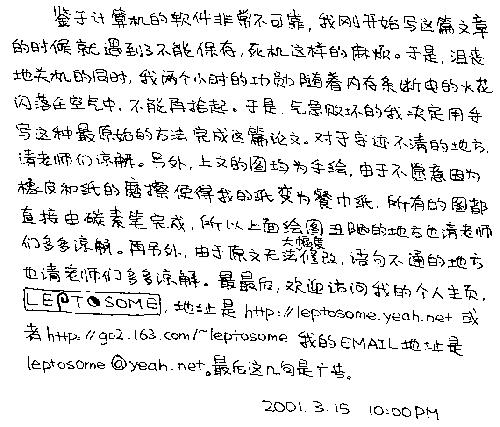 鉴于计算机的软件非常不可靠，我刚开始写这篇文章
的时候就遇到了不能保存，死机这样的麻烦。于是，沮丧
地关机的同时，我两个小时的功勋随着内存条断电的火花
闪落在空气中，不能再拾起。于是，气急败坏的我决定用手
写这种最原始的方法完成这篇论文。对于字迹不清的地方，
请老师们谅解。另外，上文的图均为手绘，由于不愿意因为
橡皮和纸的磨擦使得我的纸变为餐巾纸，所有的图都
直接由碳素笔完成，所以上面绘图丑陋的地方也请老师
们多多谅解。再另外，由于原文无法大幅度修改，语句不通的地方
也请老师们多多谅解。最最后，欢迎访问我的个人主页，
LEPTOSOME，地址是 http://leptosome.yeah.net 或
者 http://gc2.163.com/~leptosome 我的EMAIL地址是
leptosome@yeah.net。最后这几句是广告。
2001.3.15 10:00PM